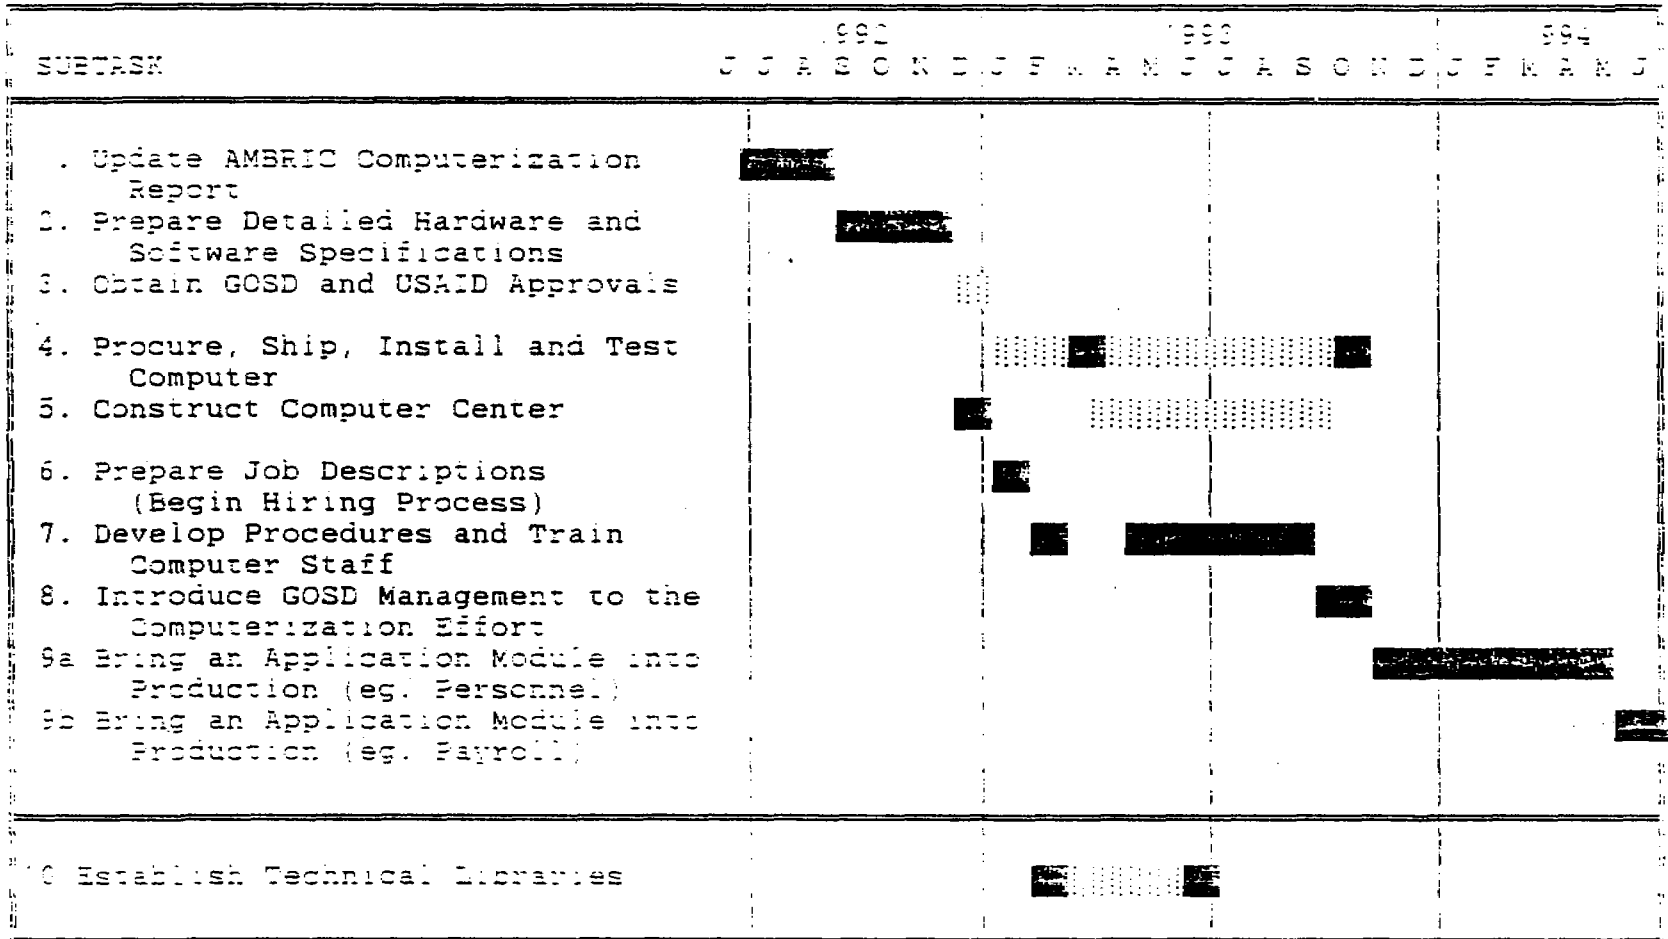 1992 1993 1994
SUBTASK J J A S O N D J F M A M J J A S O N D J F M A M J
. Update AMBRIC Computerization
Report
2. Prepare Detailed Hardware and
Software Specifications
3. Obtain GOSD and USAID Approvals
4. Procure, Ship, Install and Test
Computer
5. Construct Computer Center
6. Prepare Job Descriptions
(Begin Hiring Process)
7. Develop Procedures and Train
Computer Staff
8. Introduce GOSD Management to the
Computerization Effort
9a Bring an Application Module into
Production (eg. Personnel)
9b Bring an Application Module into
Production (eg. Payroll)
10 Establish Technical Libraries